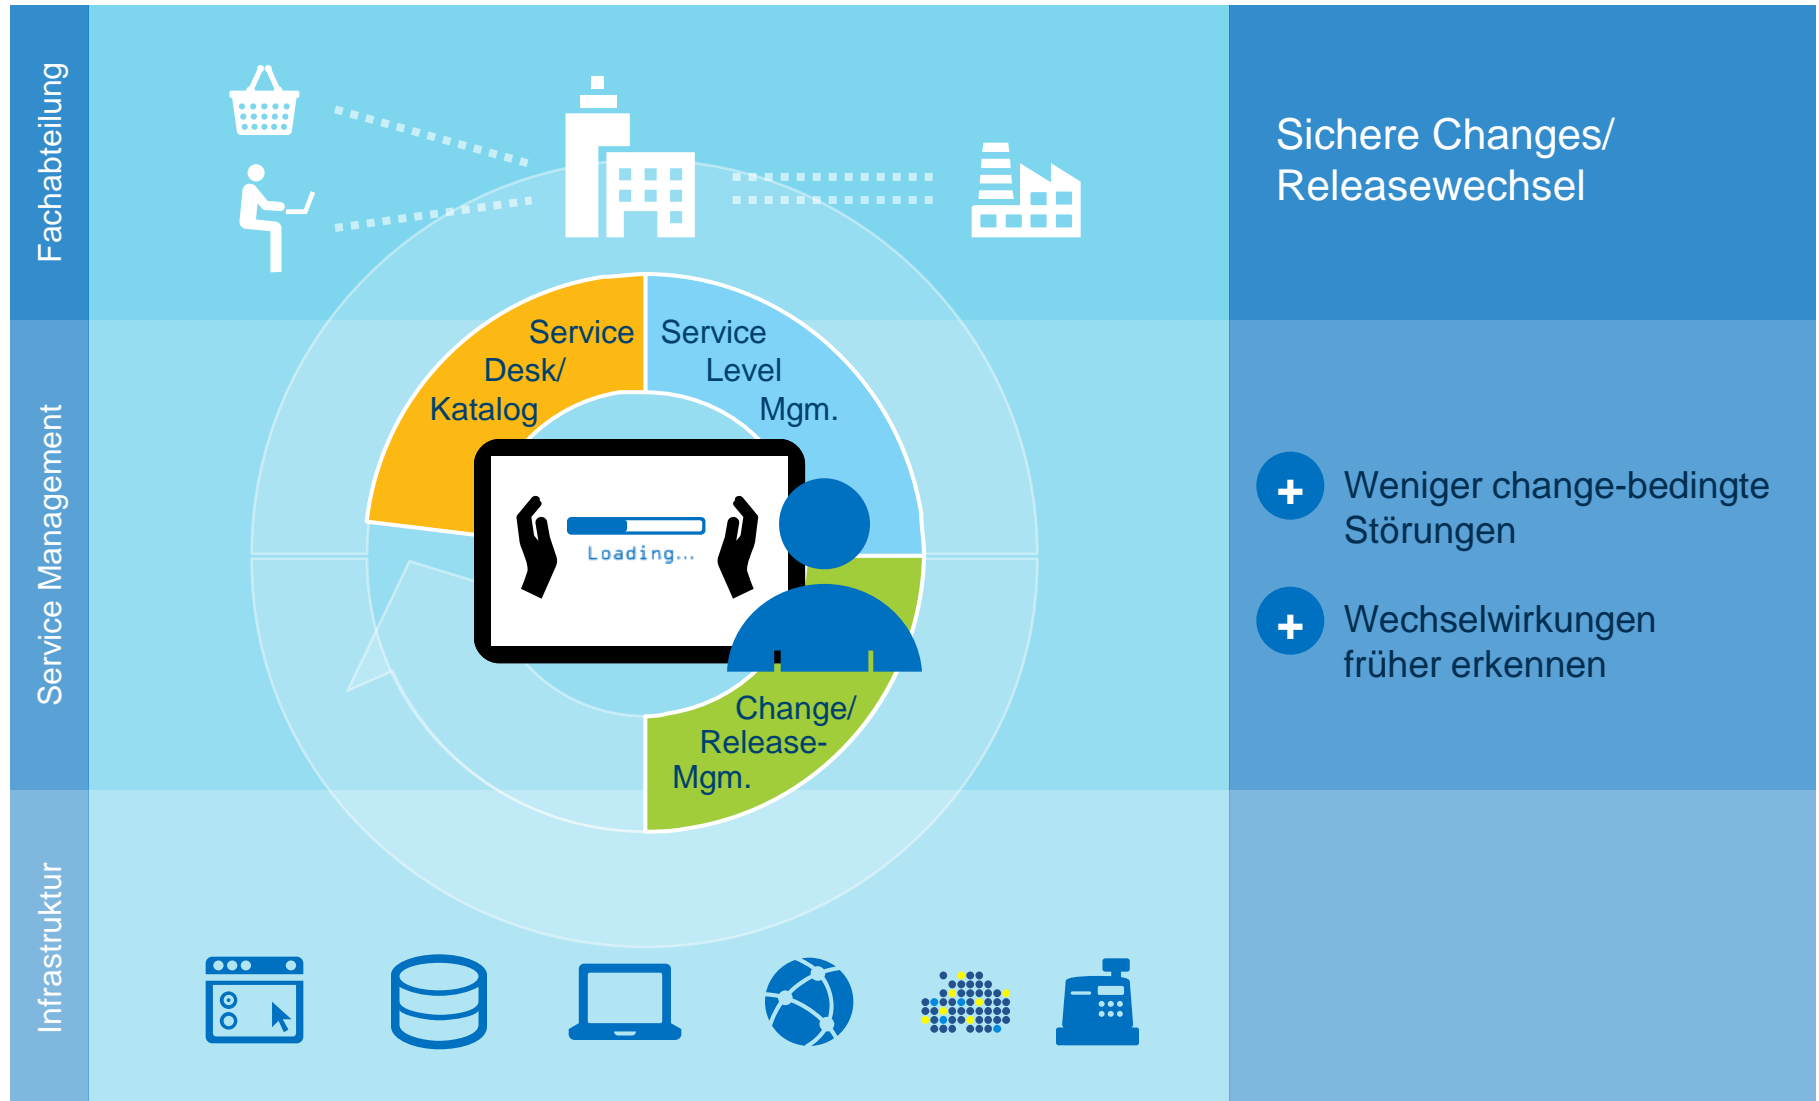 Fachabteilung
Sichere Changes/
Releasewechsel
Service Management
Service
Desk/
Katalog
Service
Level
Mgm.
Loading...
Change/
Release-
Mgm.
+ Weniger change-bedingte
Störungen
+ Wechselwirkungen
früher erkennen
Infrastruktur